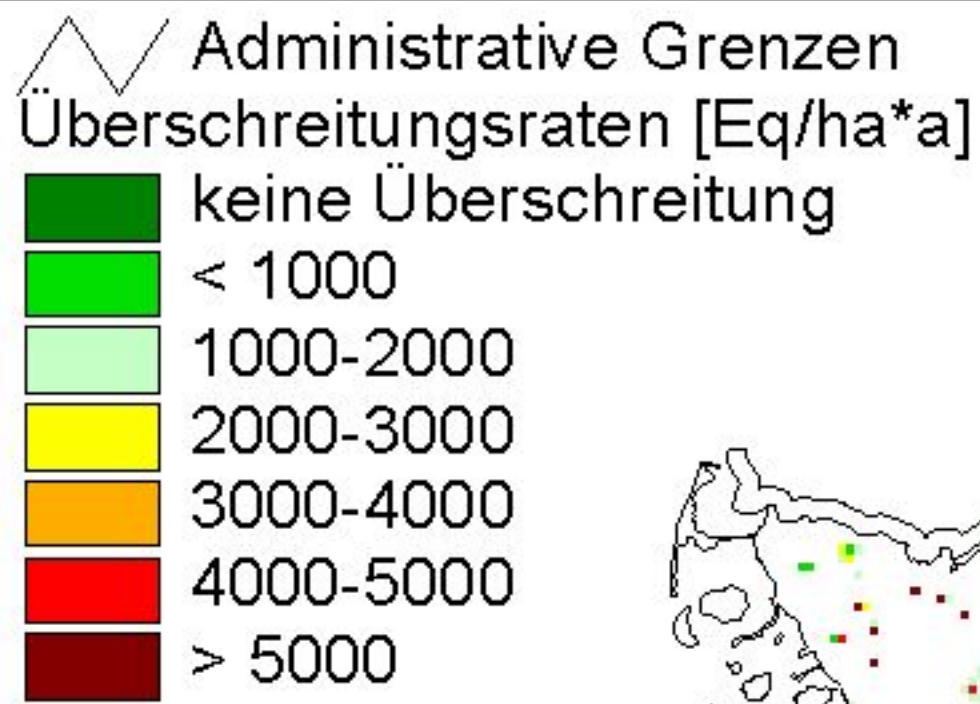 Administrative Grenzen
Überschreitungsraten [Eq/ha*a]
keine Überschreitung
< 1000
1000-2000
2000-3000
3000-4000
4000-5000
> 5000